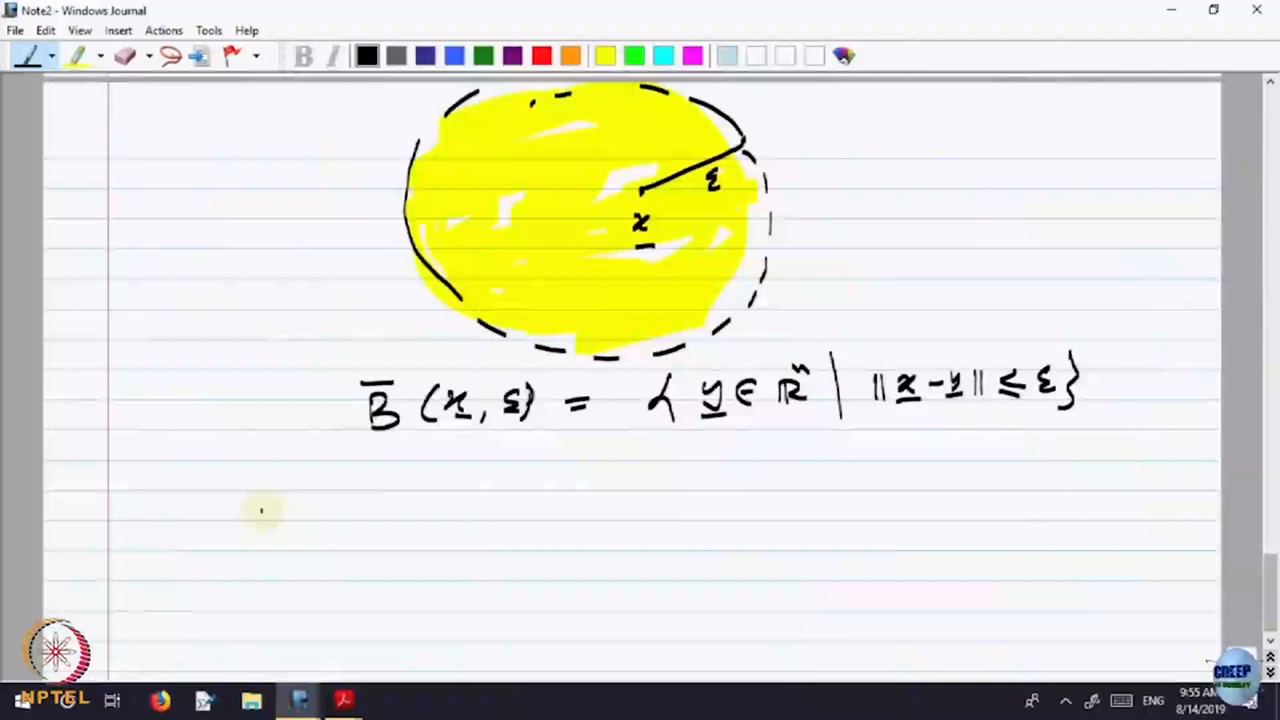 Note2 - Windows Journal
File Edit View Insert Actions Tools Help
B I
ε
x
B̅ (x, ε) = { y ∈ ℝⁿ | ||x - y|| ≤ ε}
NPTEL
CDEEP
ENG
9:55 AM
8/14/2019